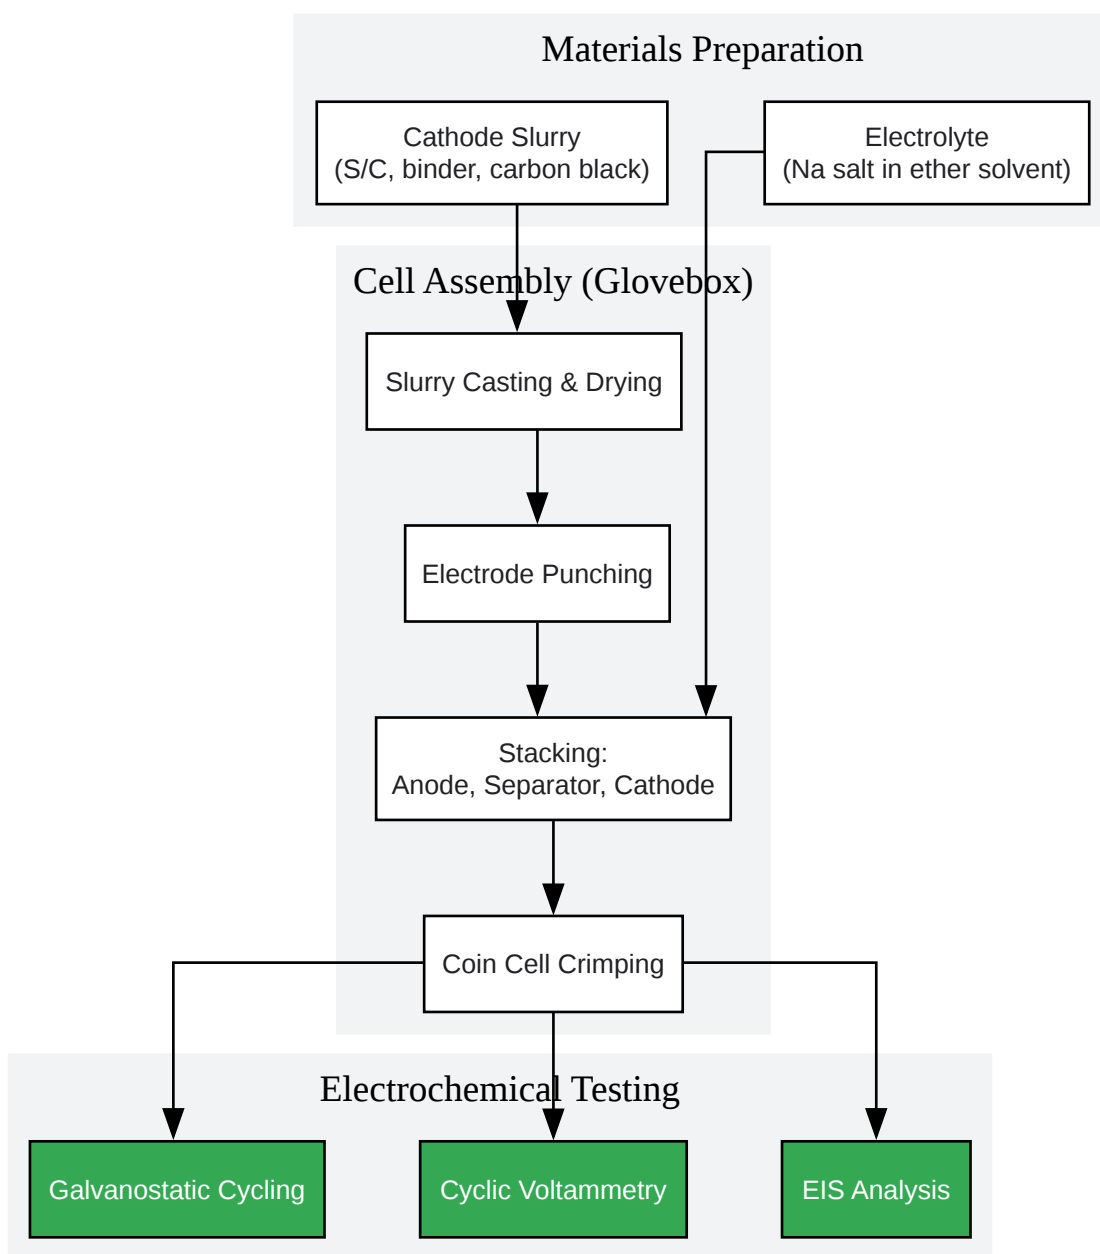 Materials Preparation
Cathode Slurry
(S/C, binder, carbon black)
Electrolyte
(Na salt in ether solvent)
Cell Assembly (Glovebox)
Slurry Casting & Drying
Electrode Punching
Stacking:
Anode, Separator, Cathode
Coin Cell Crimping
Electrochemical Testing
Galvanostatic Cycling
Cyclic Voltammetry
EIS Analysis